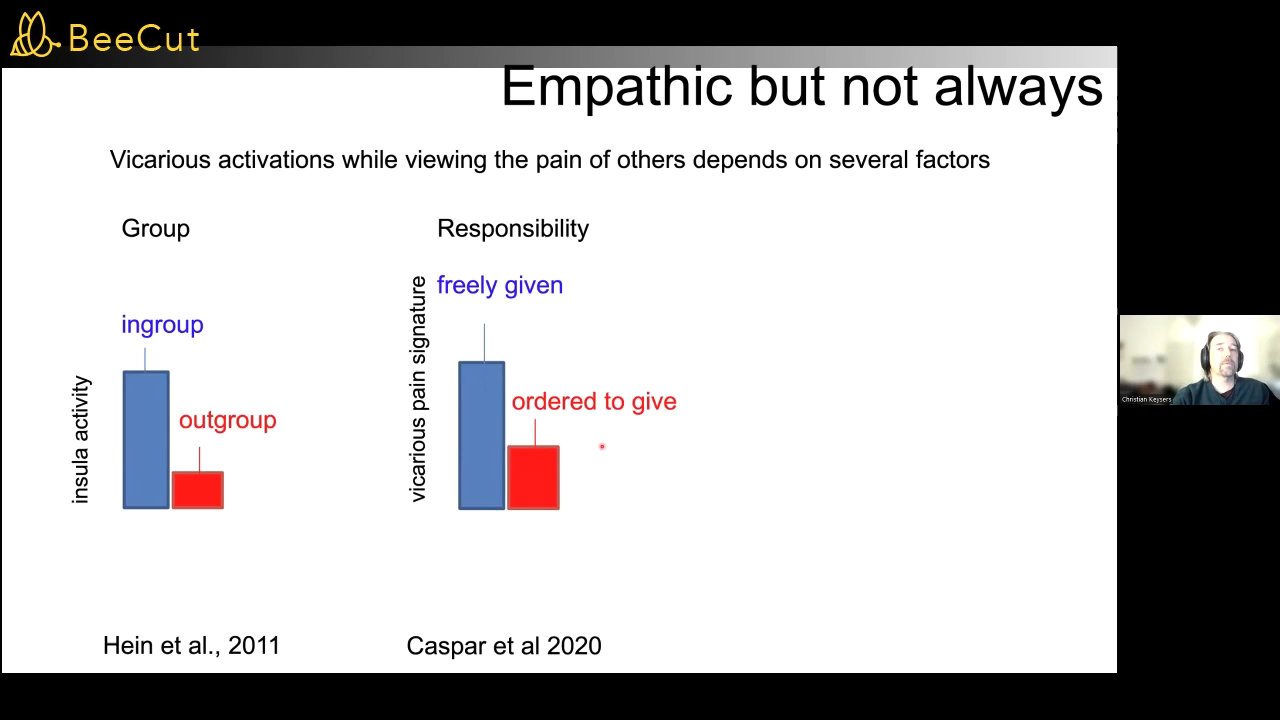 BeeCut
Empathic but not always
Vicarious activations while viewing the pain of others depends on several factors
Group
Responsibility
freely given
ingroup
ordered to give
outgroup
insula activity
vicarious pain signature
Christian Keysers
Hein et al., 2011
Caspar et al 2020